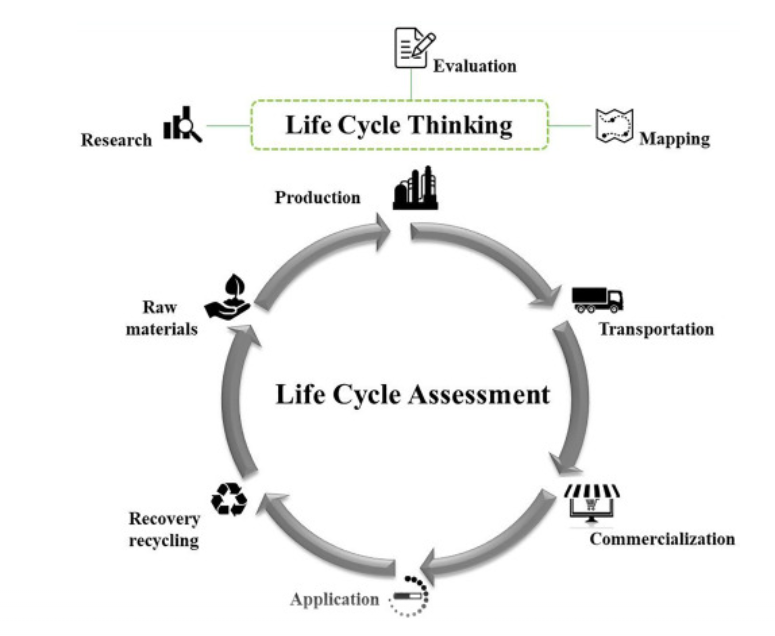 Evaluation
Life Cycle Thinking
Research
Mapping
Production
Raw
materials
Transportation
Life Cycle Assessment
Recovery
recycling
Commercialization
Application